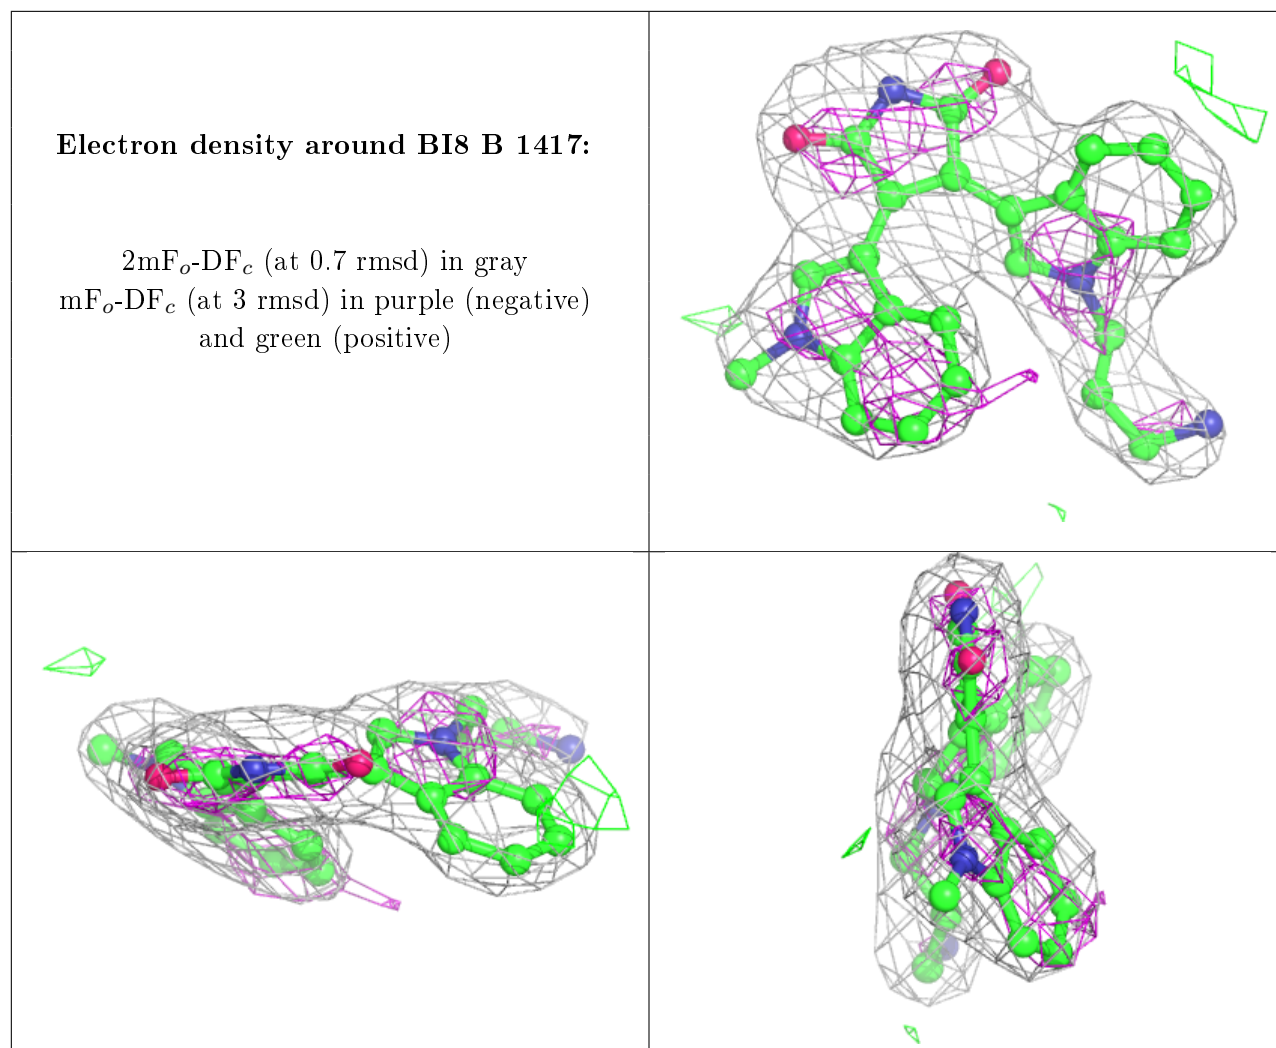 Electron density around BI8 B 1417:
2mFo-DFc (at 0.7 rmsd) in gray
mFo-DFc (at 3 rmsd) in purple (negative)
and green (positive)